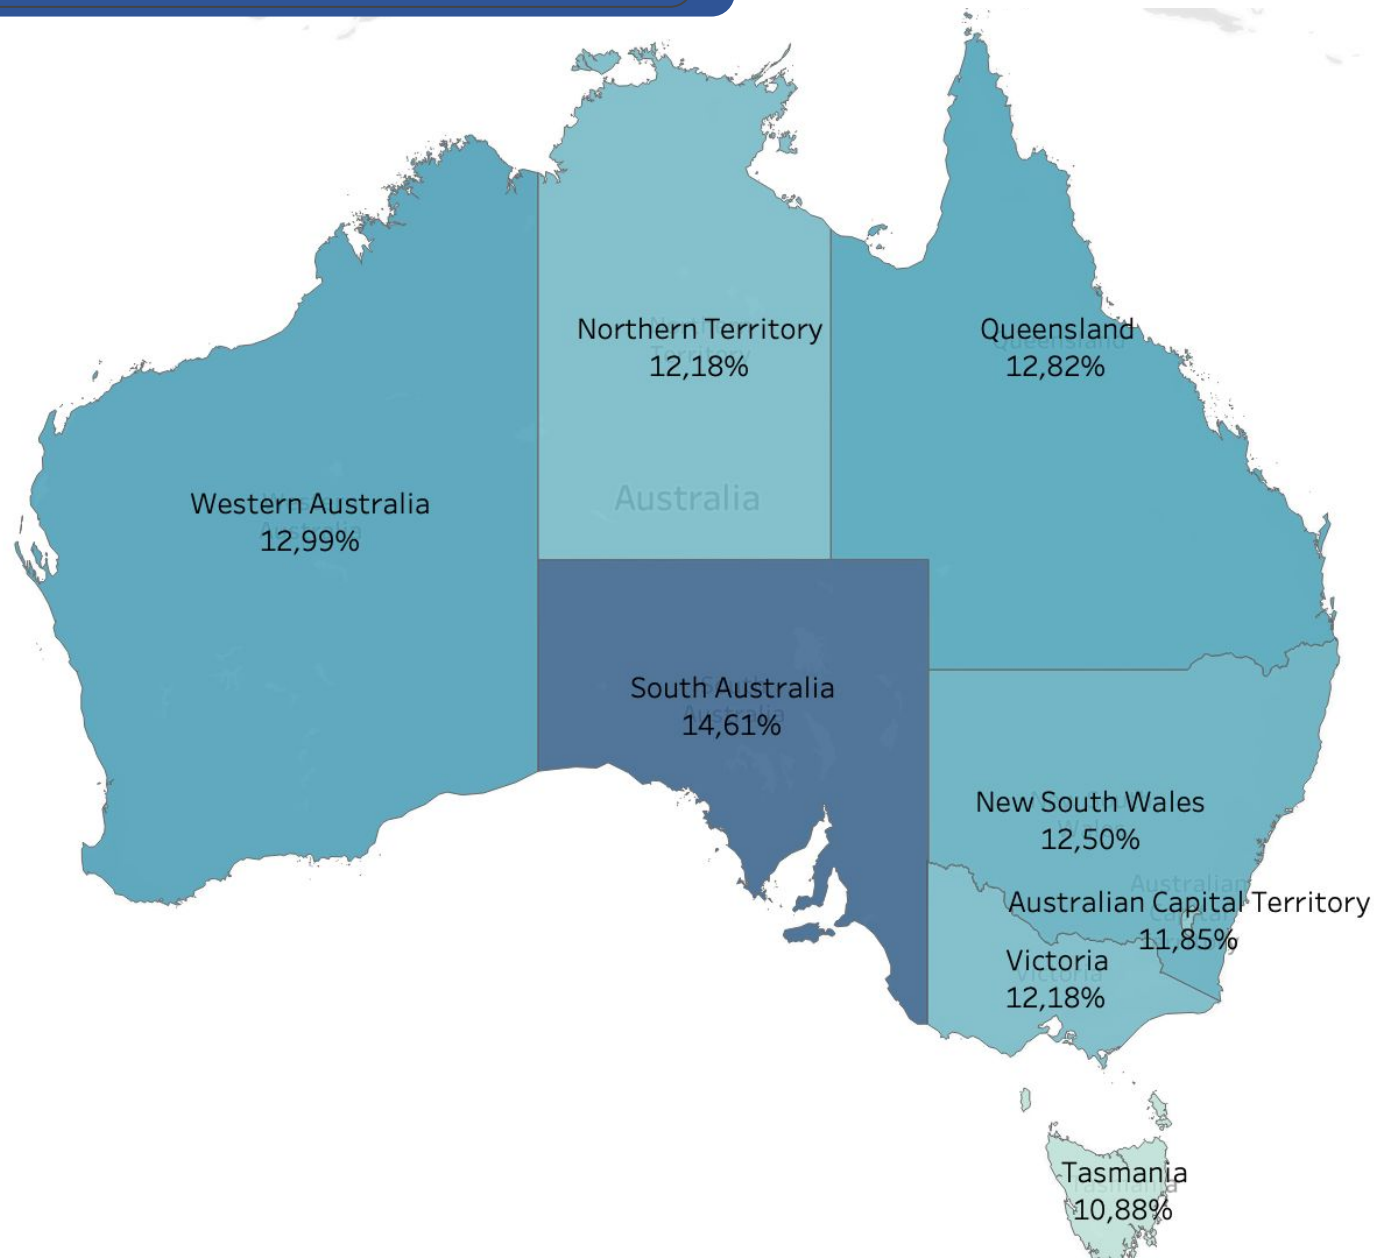 Northern Territory
12,18%
Queensland
12,82%
Australia
Western Australia
12,99%
South Australia
14,61%
New South Wales
12,50%
Australian Capital Territory
11,85%
Victoria
12,18%
Tasmania
10,88%